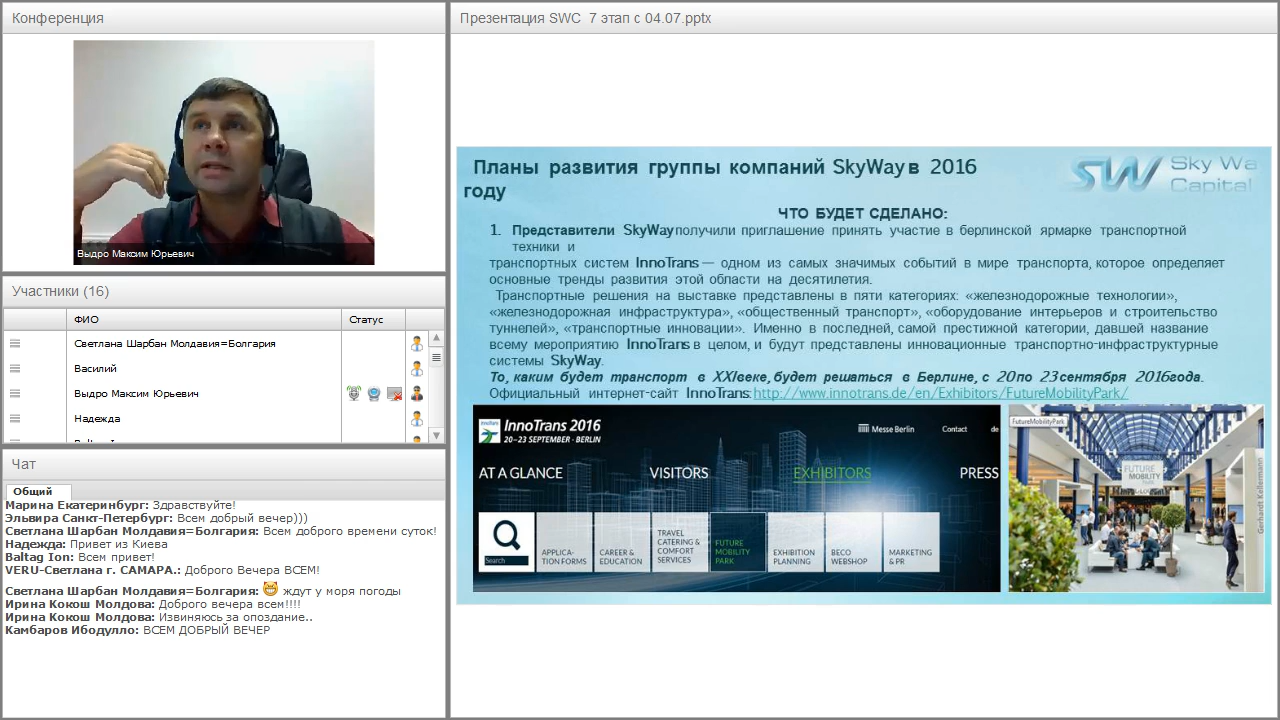 Конференция
Выдро Максим Юрьевич
Участники (16)
ФИО Статус
Светлана Шарбан Молдавия=Болгария
Василий
Выдро Максим Юрьевич
Надежда
Чат
Общий
Марина Екатеринбург: Здравствуйте!
Эльвира Санкт-Петербург: Всем добрый вечер)))
Светлана Шарбан Молдавия=Болгария: Всем доброго времени суток!
Надежда: Привет из Киева
Baltag Ion: Всем привет!
VERU-Светлана г. САМАРА.: Доброго Вечера ВСЕМ!
Светлана Шарбан Молдавия=Болгария: ждут у моря погоды
Ирина Кокош Молдова: Доброго вечера всем!!!!
Ирина Кокош Молдова: Извиняюсь за опоздание..
Камбаров Ибодулло: ВСЕМ ДОБРЫЙ ВЕЧЕР
Презентация SWC 7 этап с 04.07.pptx
Планы развития группы компаний SkyWay в 2016
году
SW Sky Wa
Capital
ЧТО БУДЕТ СДЕЛАНО:
1. Представители SkyWay получили приглашение принять участие в берлинской ярмарке транспортной
техники и
транспортных систем InnoTrans — одном из самых значимых событий в мире транспорта, которое определяет
основные тренды развития этой области на десятилетия.
Транспортные решения на выставке представлены в пяти категориях: «железнодорожные технологии»,
«железнодорожная инфраструктура», «общественный транспорт», «оборудование интерьеров и строительство
туннелей», «транспортные инновации». Именно в последней, самой престижной категории, давшей название
всему мероприятию InnoTrans в целом, и будут представлены инновационные транспортно-инфраструктурные
системы SkyWay.
То, каким будет транспорт в XXI веке, будет решаться в Берлине, с 20 по 23 сентября 2016 года.
Официальный интернет-сайт InnoTrans: http://www.innotrans.de/en/Exhibitors/FutureMobilityPark/
InnoTrans 2016
20–23 SEPTEMBER · BERLIN
Messe Berlin Contact de
AT A GLANCE VISITORS EXHIBITORS PRESS
Search
APPLICA-
TION FORMS
CAREER &
EDUCATION
TRAVEL
CATERING &
COMFORT
SERVICES
FUTURE
MOBILITY
PARK
EXHIBITION
PLANNING
BECO
WEBSHOP
MARKETING
& PR
FutureMobilityPark
FUTURE
MOBILITY
Gerhardt Kellermann